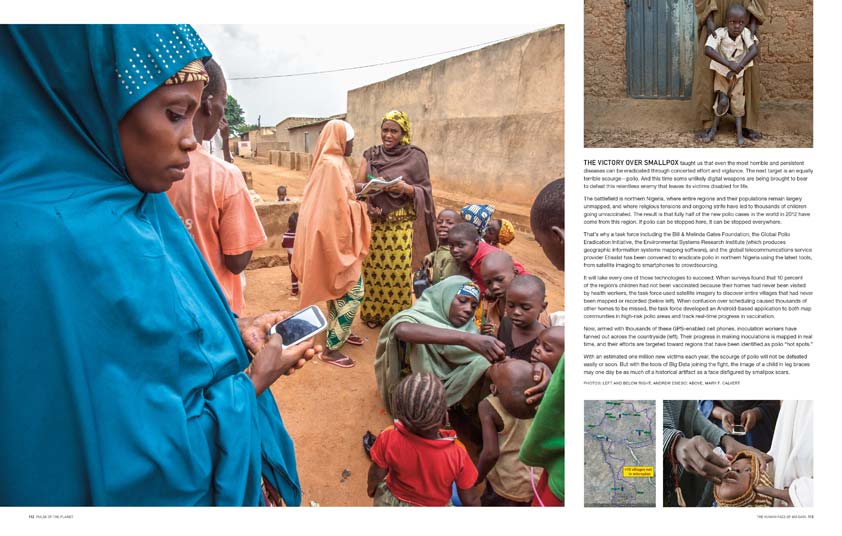 THE VICTORY OVER SMALLPOX taught us that even the most horrible and persistent
diseases can be eradicated through concerted effort and vigilance. The next target is an equally
terrible scourge—polio. And this time some unlikely digital weapons are being brought to bear
to defeat this relentless enemy that leaves its victims disabled for life.
The battlefield is northern Nigeria, where entire regions and their populations remain largely
unmapped, and where religious tensions and ongoing strife have led to thousands of children
going unvaccinated. The result is that fully half of the new polio cases in the world in 2012 have
come from this region. If polio can be stopped here, it can be stopped everywhere.
That's why a task force including the Bill & Melinda Gates Foundation, the Global Polio
Eradication Initiative, the Environmental Systems Research Institute (which produces
geographic information systems mapping software), and the global telecommunications service
provider Etisalat has been convened to eradicate polio in northern Nigeria using the latest tools,
from satellite imaging to smartphones to crowdsourcing.
It will take every one of those technologies to succeed. When surveys found that 10 percent
of the region's children had not been vaccinated because their homes had never been visited
by health workers, the task force used satellite imagery to discover entire villages that had never
been mapped or recorded (below left). When confusion over scheduling caused thousands of
other homes to be missed, the task force developed an Android-based application to both map
communities in high-risk polio areas and track real-time progress in vaccination.
Now, armed with thousands of these GPS-enabled cell phones, inoculation workers have
fanned out across the countryside (left). Their progress in making inoculations is mapped in real
time, and their efforts are targeted toward regions that have been identified as polio "hot spots."
With an estimated one million new victims each year, the scourge of polio will not be defeated
easily or soon. But with the tools of Big Data joining the fight, the image of a child in leg braces
may one day be as much of a historical artifact as a face disfigured by smallpox scars.
PHOTOS: LEFT AND BELOW RIGHT, ANDREW ESIEBO; ABOVE, MARY F. CALVERT
112 PULSE OF THE PLANET
THE HUMAN FACE OF BIG DATA 113